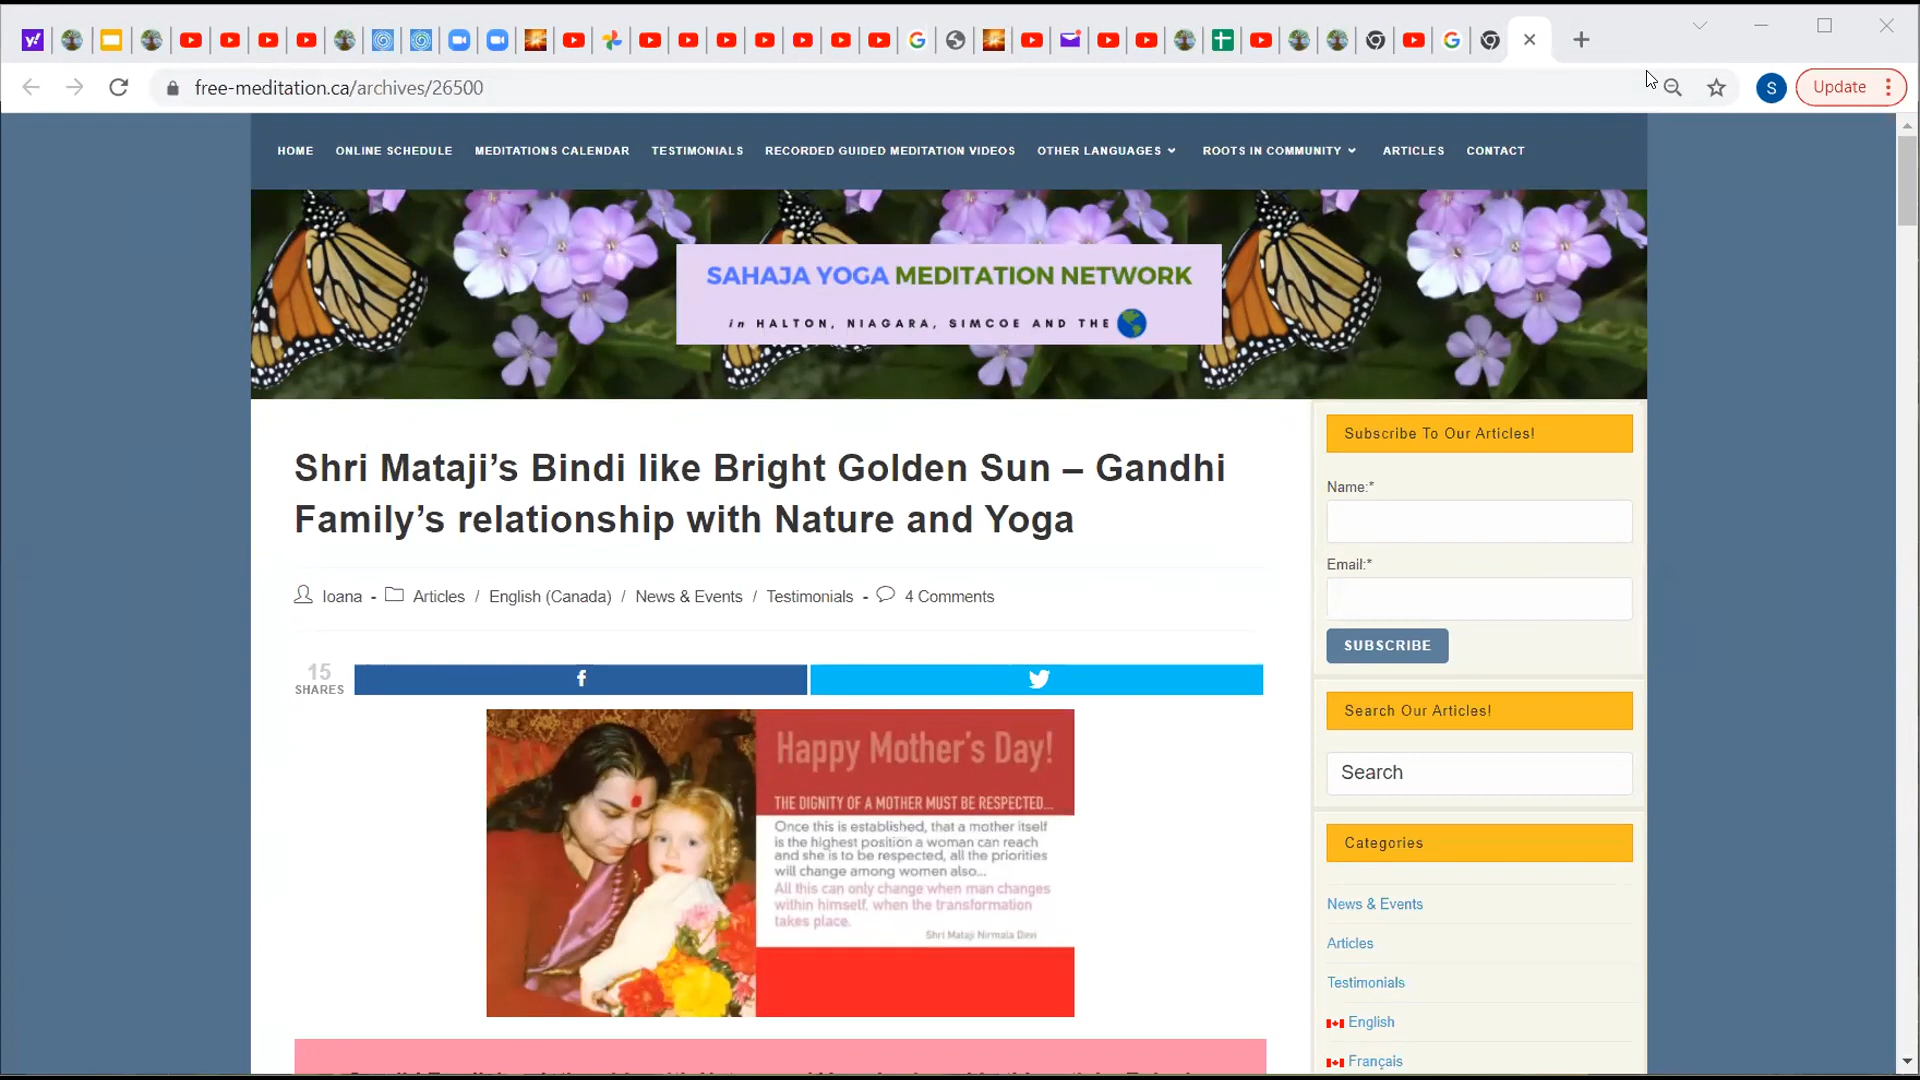 free-meditation.ca/archives/26500
Update
HOME ONLINE SCHEDULE MEDITATIONS CALENDAR TESTIMONIALS RECORDED GUIDED MEDITATION VIDEOS OTHER LANGUAGES ROOTS IN COMMUNITY ARTICLES CONTACT
SAHAJA YOGA MEDITATION NETWORK
in HALTON, NIAGARA, SIMCOE AND THE
Shri Mataji’s Bindi like Bright Golden Sun – Gandhi
Family’s relationship with Nature and Yoga
Ioana - Articles / English (Canada) / News & Events / Testimonials - 4 Comments
15
SHARES
Happy Mother's Day!
THE DIGNITY OF A MOTHER MUST BE RESPECTED...
Once this is established, that a mother itself
is the highest position a woman can reach
and she is to be respected, all the priorities
will change among women also...
All this can only change when man changes
within himself, when the transformation
takes place.
Shri Mataji Nirmala Devi
Subscribe To Our Articles!
Name:*
Email:*
SUBSCRIBE
Search Our Articles!
Search
Categories
News & Events
Articles
Testimonials
English
Français